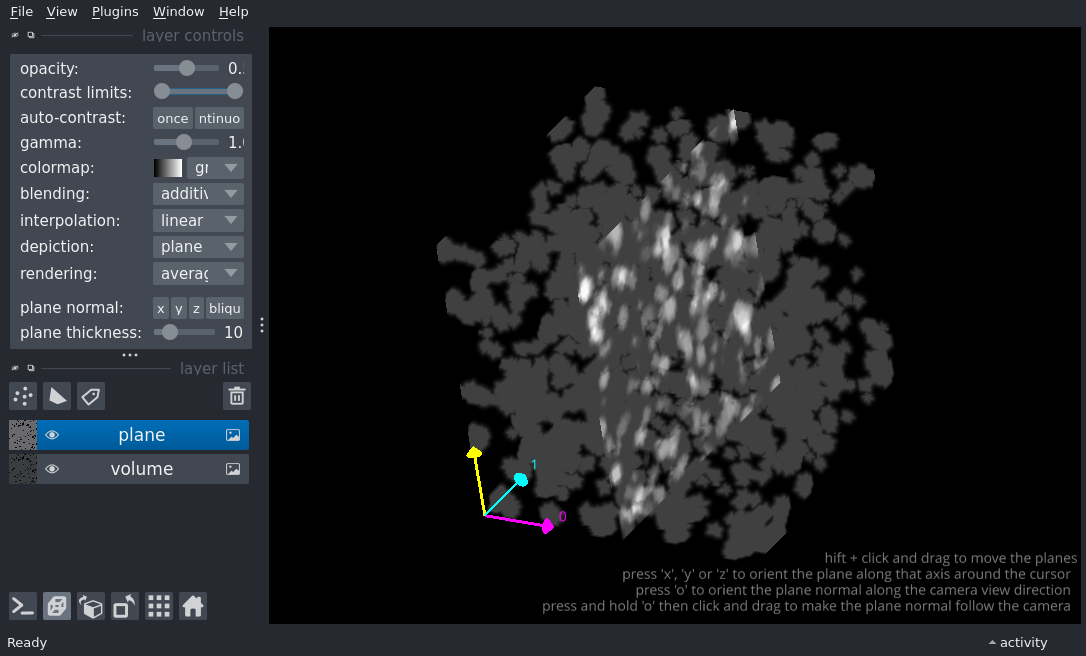 File View Plugins Window Help
layer controls
opacity: 0.
contrast limits:
auto-contrast: once ntinuo
gamma: 1.
colormap: gr
blending: additiv
interpolation: linear
depiction: plane
rendering: averag
plane normal: x y z bliqu
plane thickness: 10
layer list
plane
volume
1
0
hift + click and drag to move the planes
press 'x', 'y' or 'z' to orient the plane along that axis around the cursor
press 'o' to orient the plane normal along the camera view direction
press and hold 'o' then click and drag to make the plane normal follow the camera
Ready
activity